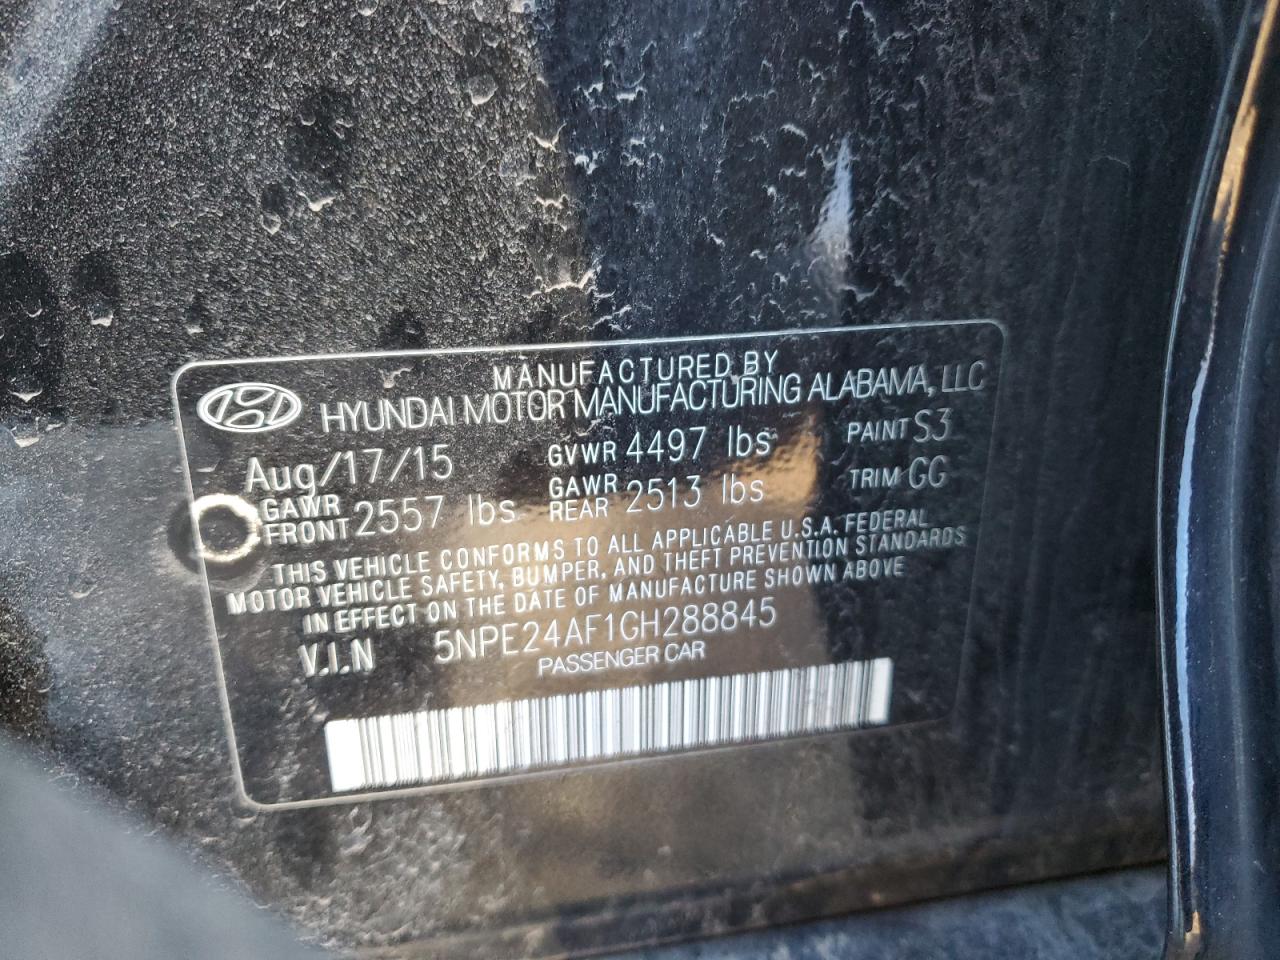 MANUFACTURED BY
HYUNDAI MOTOR MANUFACTURING ALABAMA, LLC
Aug/17/15 GVWR 4497 lbs PAINT S3
GAWR FRONT 2557 lbs GAWR REAR 2513 lbs TRIM GG
THIS VEHICLE CONFORMS TO ALL APPLICABLE U.S.A. FEDERAL
MOTOR VEHICLE SAFETY, BUMPER, AND THEFT PREVENTION STANDARDS
IN EFFECT ON THE DATE OF MANUFACTURE SHOWN ABOVE
V.I.N 5NPE24AF1GH288845
PASSENGER CAR